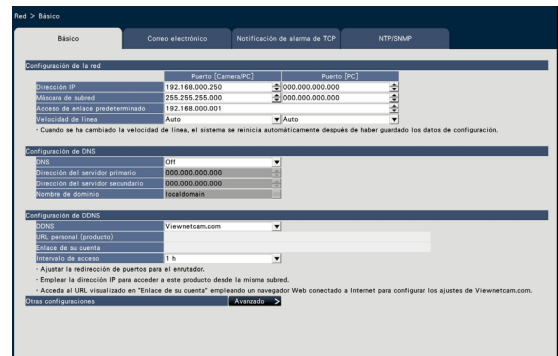 Red > Básico
Básico Correo electrónico Notificación de alarma de TCP NTP/SNMP
Configuración de la red
Puerto [Camera/PC] Puerto [PC]
Dirección IP 192.168.000.250 000.000.000.000
Máscara de subred 255.255.255.000 000.000.000.000
Acceso de enlace predeterminado 192.168.000.001
Velocidad de línea Auto Auto
· Cuando se ha cambiado la velocidad de línea, el sistema se reinicia automáticamente después de haber guardado los datos de configuración.
Configuración de DNS
DNS Off
Dirección del servidor primario 000.000.000.000
Dirección del servidor secundario 000.000.000.000
Nombre de dominio localdomain
Configuración de DDNS
DDNS Viewnetcam.com
URL personal (producto)
Enlace de su cuenta
Intervalo de acceso 1 h
· Ajustar la redirección de puertos para el enrutador.
· Emplear la dirección IP para acceder a este producto desde la misma subred.
· Acceda al URL visualizado en "Enlace de su cuenta" empleando un navegador Web conectado a Internet para configurar los ajustes de Viewnetcam.com.
Otras configuraciones Avanzado >